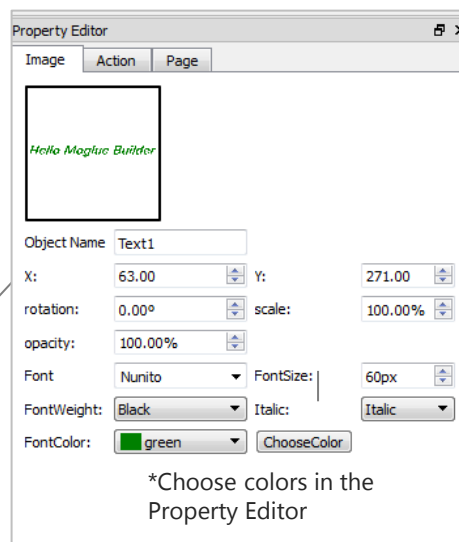 Property Editor
Image Action Page
Hello Moglue Builder
Object Name Text1
X: 63.00 Y: 271.00
rotation: 0.00º scale: 100.00%
opacity: 100.00%
Font Nunito FontSize: 60px
FontWeight: Black Italic: Italic
FontColor: green ChooseColor
*Choose colors in the
Property Editor